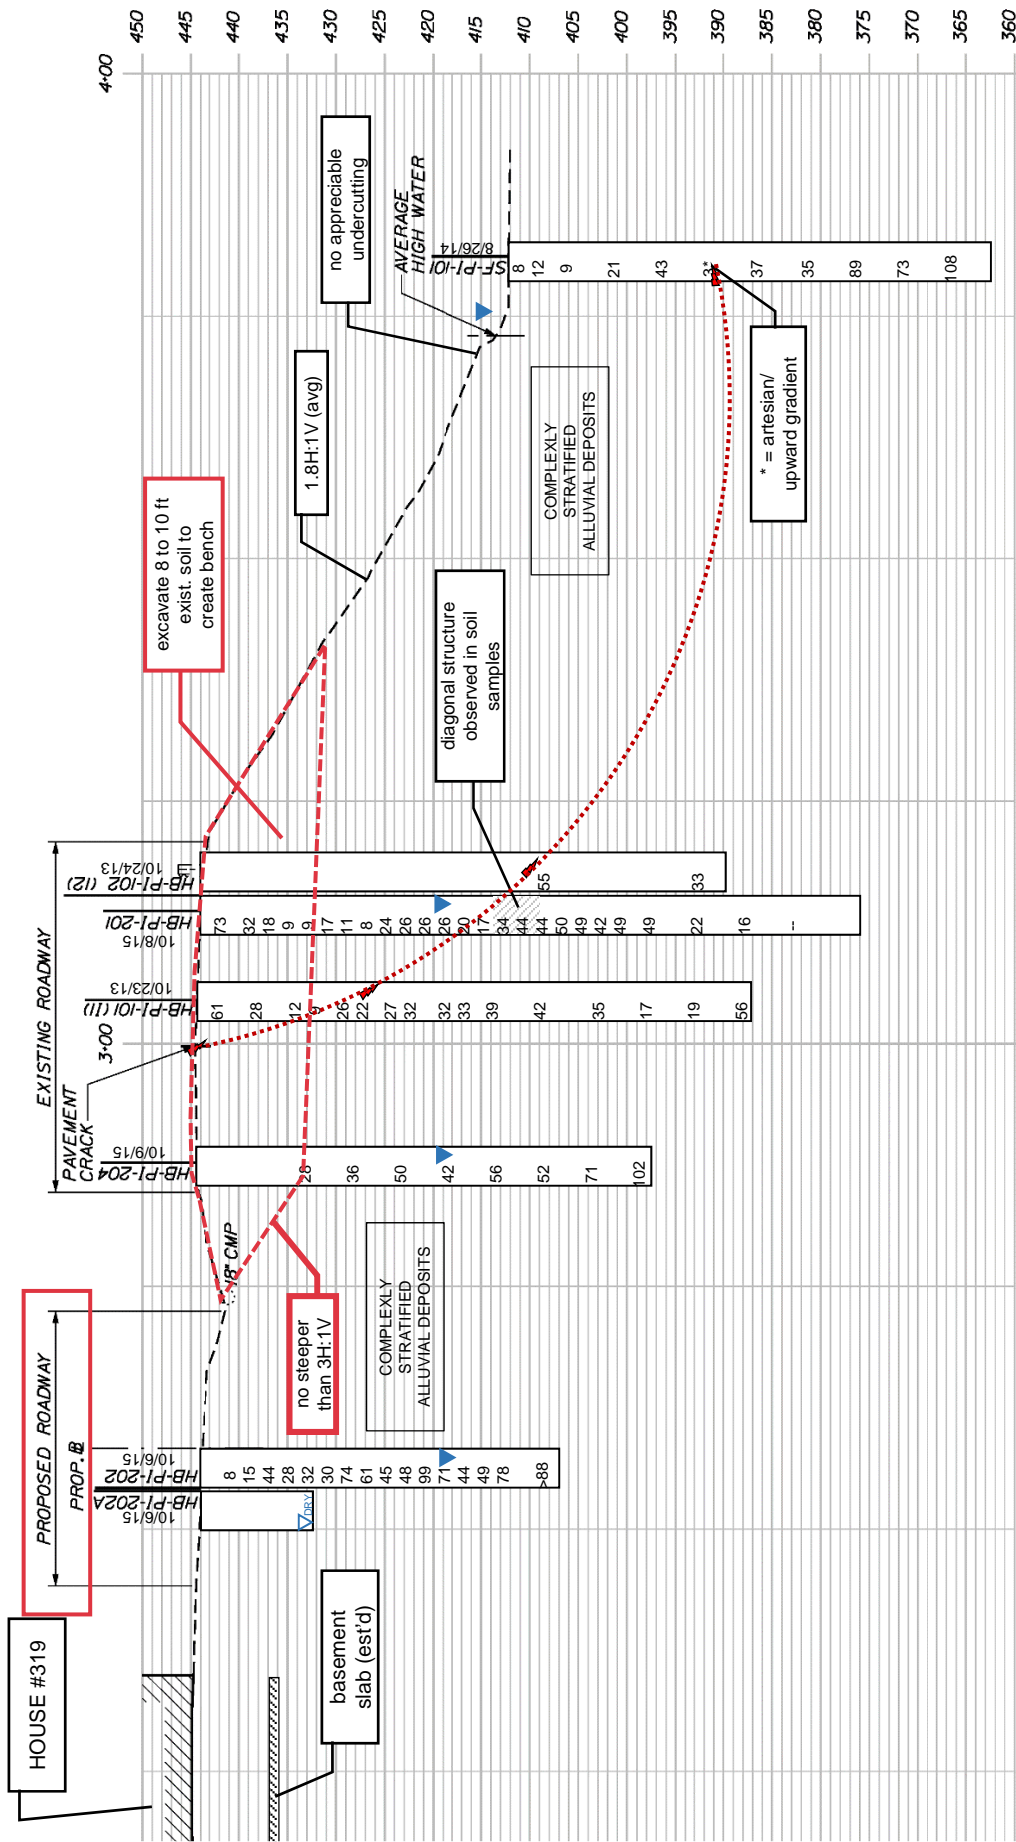 HOUSE #319
PROPOSED ROADWAY
PROP.
HB-PI-202A
10/6/15
DRY
HB-PI-202
10/6/15
8
15
44
28
32
30
74
61
45
48
99
71
44
49
78
>88
basement
slab (est'd)
no steeper
than 3H:1V
18" CMP
COMPLEXLY
STRATIFIED
ALLUVIAL DEPOSITS
EXISTING ROADWAY
PAVEMENT
CRACK
HB-PI-204
10/9/15
28
36
50
42
56
52
71
102
3+00
HB-PI-101 (11)
10/23/13
61
28
12
9
26
22
27
32
32
33
39
42
35
17
19
56
HB-PI-201
10/8/15
73
32
18
9
9
17
11
8
24
26
26
26
20
17
34
44
44
50
49
42
49
49
22
16
--
HB-PI-102 (12)
10/24/13
55
33
excavate 8 to 10 ft
exist. soil to
create bench
diagonal structure
observed in soil
samples
1.8H:1V (avg)
COMPLEXLY
STRATIFIED
ALLUVIAL DEPOSITS
no appreciable
undercutting
AVERAGE
HIGH WATER
SF-PI-101
8/26/14
8
12
9
21
43
3*
37
35
89
73
108
* = artesian/
upward gradient
4+00
450
445
440
435
430
425
420
415
410
405
400
395
390
385
380
375
370
365
360